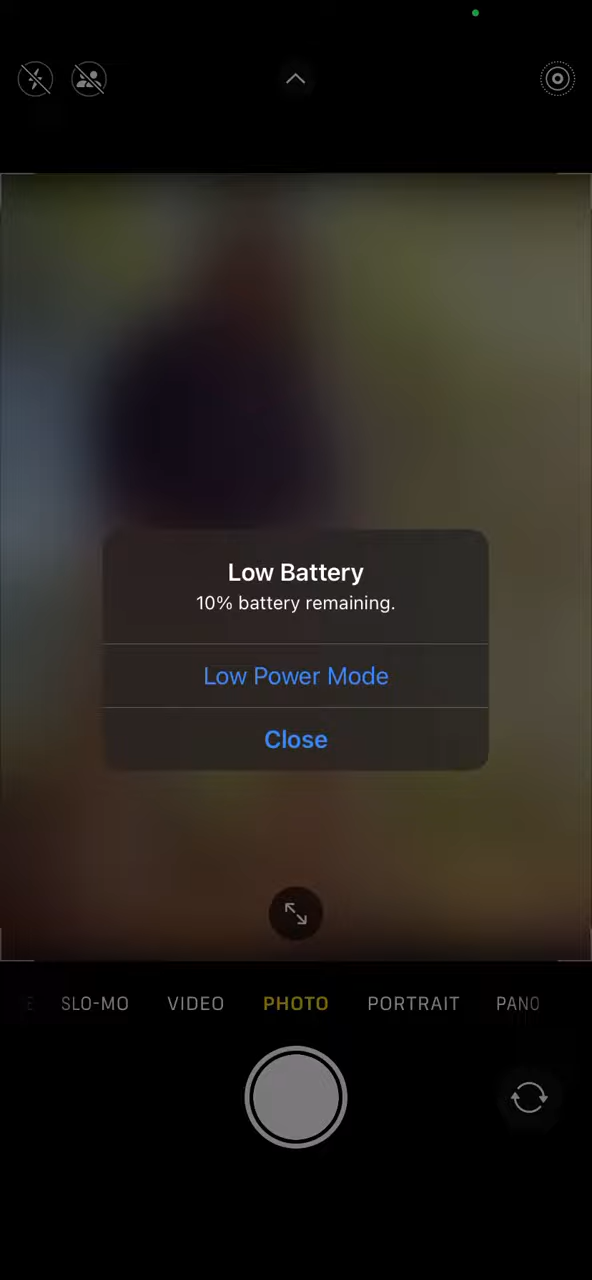 Low Battery
10% battery remaining.
Low Power Mode
Close
SLO-MO VIDEO PHOTO PORTRAIT PANO